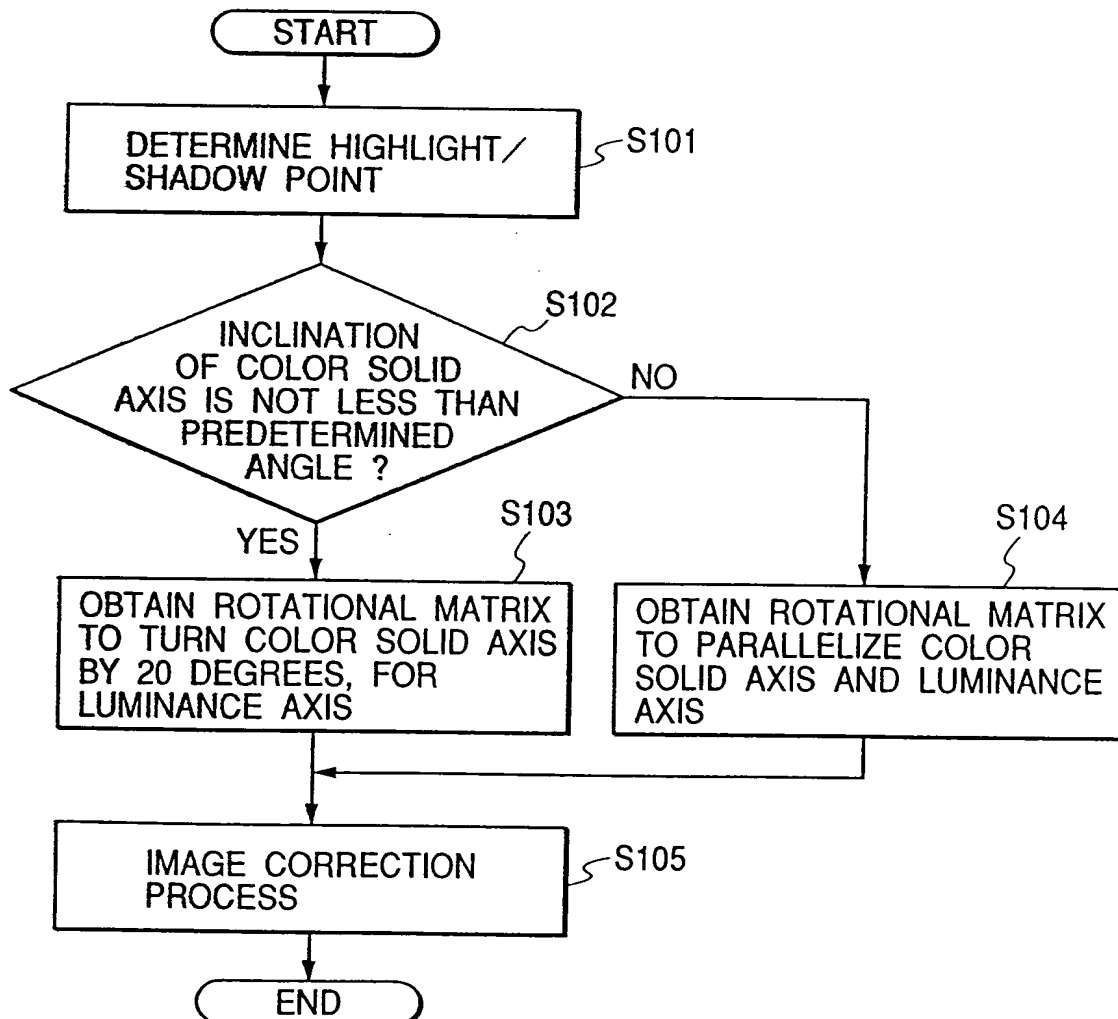 START
DETERMINE HIGHLIGHT/
SHADOW POINT
S101
INCLINATION
OF COLOR SOLID
AXIS IS NOT LESS THAN
PREDETERMINED
ANGLE ?
S102
NO
YES
S103
OBTAIN ROTATIONAL MATRIX
TO TURN COLOR SOLID AXIS
BY 20 DEGREES, FOR
LUMINANCE AXIS
S104
OBTAIN ROTATIONAL MATRIX
TO PARALLELIZE COLOR
SOLID AXIS AND LUMINANCE
AXIS
IMAGE CORRECTION
PROCESS
S105
END